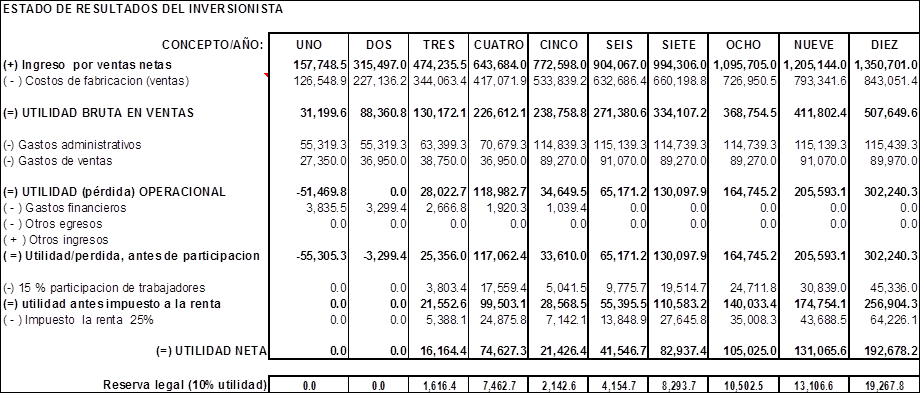 ESTADO DE RESULTADOS DEL INVERSIONISTA
CONCEPTO/AÑO: UNO DOS TRES CUATRO CINCO SEIS SIETE OCHO NUEVE DIEZ
(+) Ingreso por ventas netas 157,748.5 315,497.0 474,235.5 643,684.0 772,598.0 904,067.0 994,306.0 1,095,705.0 1,205,144.0 1,350,701.0
( - ) Costos de fabricacion (ventas) 126,548.9 227,136.2 344,063.4 417,071.9 533,839.2 632,686.4 660,198.8 726,950.5 793,341.6 843,051.4
(=) UTILIDAD BRUTA EN VENTAS 31,199.6 88,360.8 130,172.1 226,612.1 238,758.8 271,380.6 334,107.2 368,754.5 411,802.4 507,649.6
(-) Gastos administrativos 55,319.3 55,319.3 63,399.3 70,679.3 114,839.3 115,139.3 114,739.3 114,739.3 115,139.3 115,439.3
(-) Gastos de ventas 27,350.0 36,950.0 38,750.0 36,950.0 89,270.0 91,070.0 89,270.0 89,270.0 91,070.0 89,970.0
(=) UTILIDAD (pérdida) OPERACIONAL -51,469.8 0.0 28,022.7 118,982.7 34,649.5 65,171.2 130,097.9 164,745.2 205,593.1 302,240.3
( - ) Gastos financieros 3,835.5 3,299.4 2,666.8 1,920.3 1,039.4 0.0 0.0 0.0 0.0 0.0
( - ) Otros egresos 0.0 0.0 0.0 0.0 0.0 0.0 0.0 0.0 0.0 0.0
( + ) Otros ingresos
( =) Utilidad/perdida, antes de participacion -55,305.3 -3,299.4 25,356.0 117,062.4 33,610.0 65,171.2 130,097.9 164,745.2 205,593.1 302,240.3
(-) 15 % participacion de trabajadores 0.0 0.0 3,803.4 17,559.4 5,041.5 9,775.7 19,514.7 24,711.8 30,839.0 45,336.0
(=) utilidad antes impuesto a la renta 0.0 0.0 21,552.6 99,503.1 28,568.5 55,395.5 110,583.2 140,033.4 174,754.1 256,904.3
( - ) Impuesto la renta 25% 0.0 0.0 5,388.1 24,875.8 7,142.1 13,848.9 27,645.8 35,008.3 43,688.5 64,226.1
(=) UTILIDAD NETA 0.0 0.0 16,164.4 74,627.3 21,426.4 41,546.7 82,937.4 105,025.0 131,065.6 192,678.2
Reserva legal (10% utilidad) 0.0 0.0 1,616.4 7,462.7 2,142.6 4,154.7 8,293.7 10,502.5 13,106.6 19,267.8